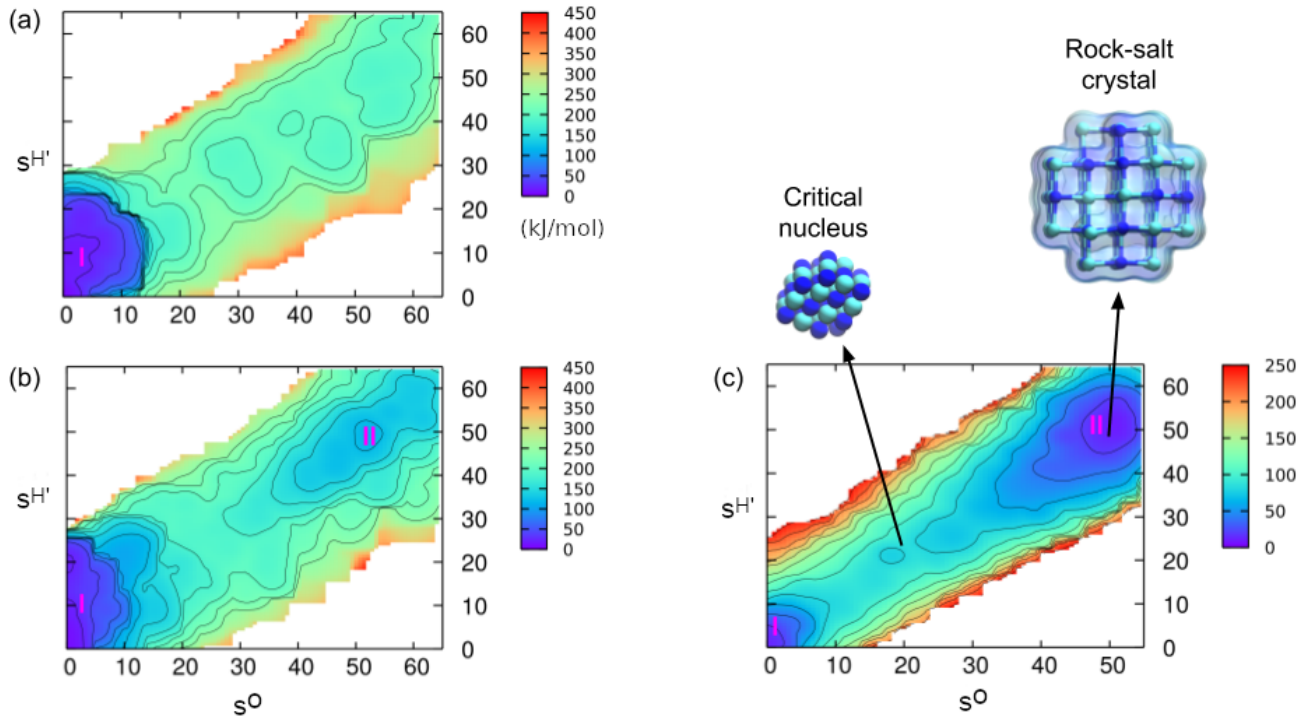 (a)
60
50
40
30
20
10
0
s^H'
0 10 20 30 40 50 60
450
400
350
300
250
200
150
100
50
0
(kJ/mol)
I
(b)
60
50
40
30
20
10
0
s^H'
0 10 20 30 40 50 60
s^O
450
400
350
300
250
200
150
100
50
0
I
II
Critical
nucleus
Rock-salt
crystal
(c)
60
50
40
30
20
10
0
s^H'
0 10 20 30 40 50
s^O
250
200
150
100
50
0
I
II